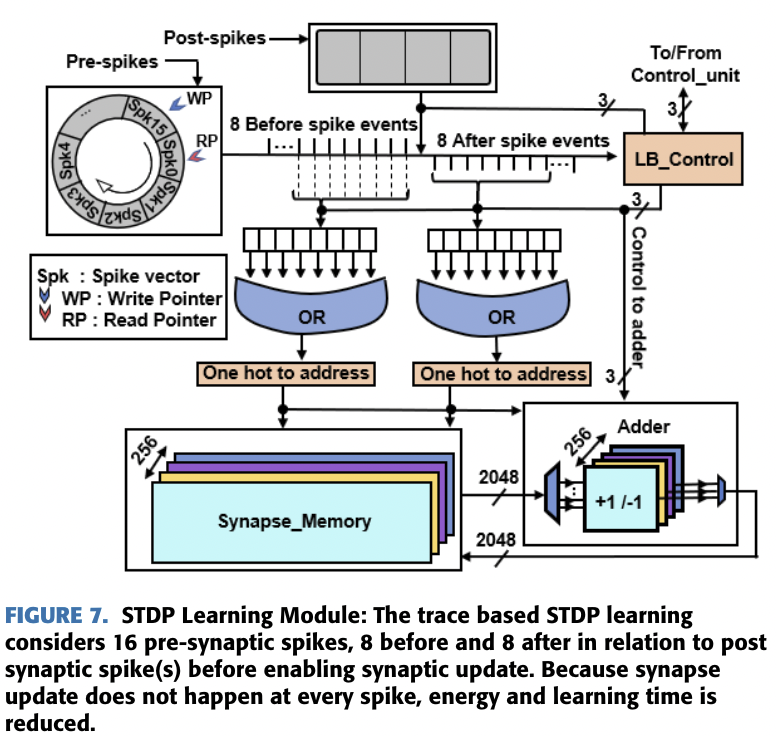 Post-spikes
To/From
Control_unit
Pre-spikes
3
3
WP
RP
...
Spk15
Spk0
Spk1
Spk2
Spk3
Spk4
8 Before spike events
8 After spike events
...
...
LB_Control
3
Spk : Spike vector
WP : Write Pointer
RP : Read Pointer
OR
OR
Control to adder
One hot to address
One hot to address
3
256
Synapse_Memory
2048
2048
Adder
256
+1 /-1
FIGURE 7. STDP Learning Module: The trace based STDP learning
considers 16 pre-synaptic spikes, 8 before and 8 after in relation to post
synaptic spike(s) before enabling synaptic update. Because synapse
update does not happen at every spike, energy and learning time is
reduced.